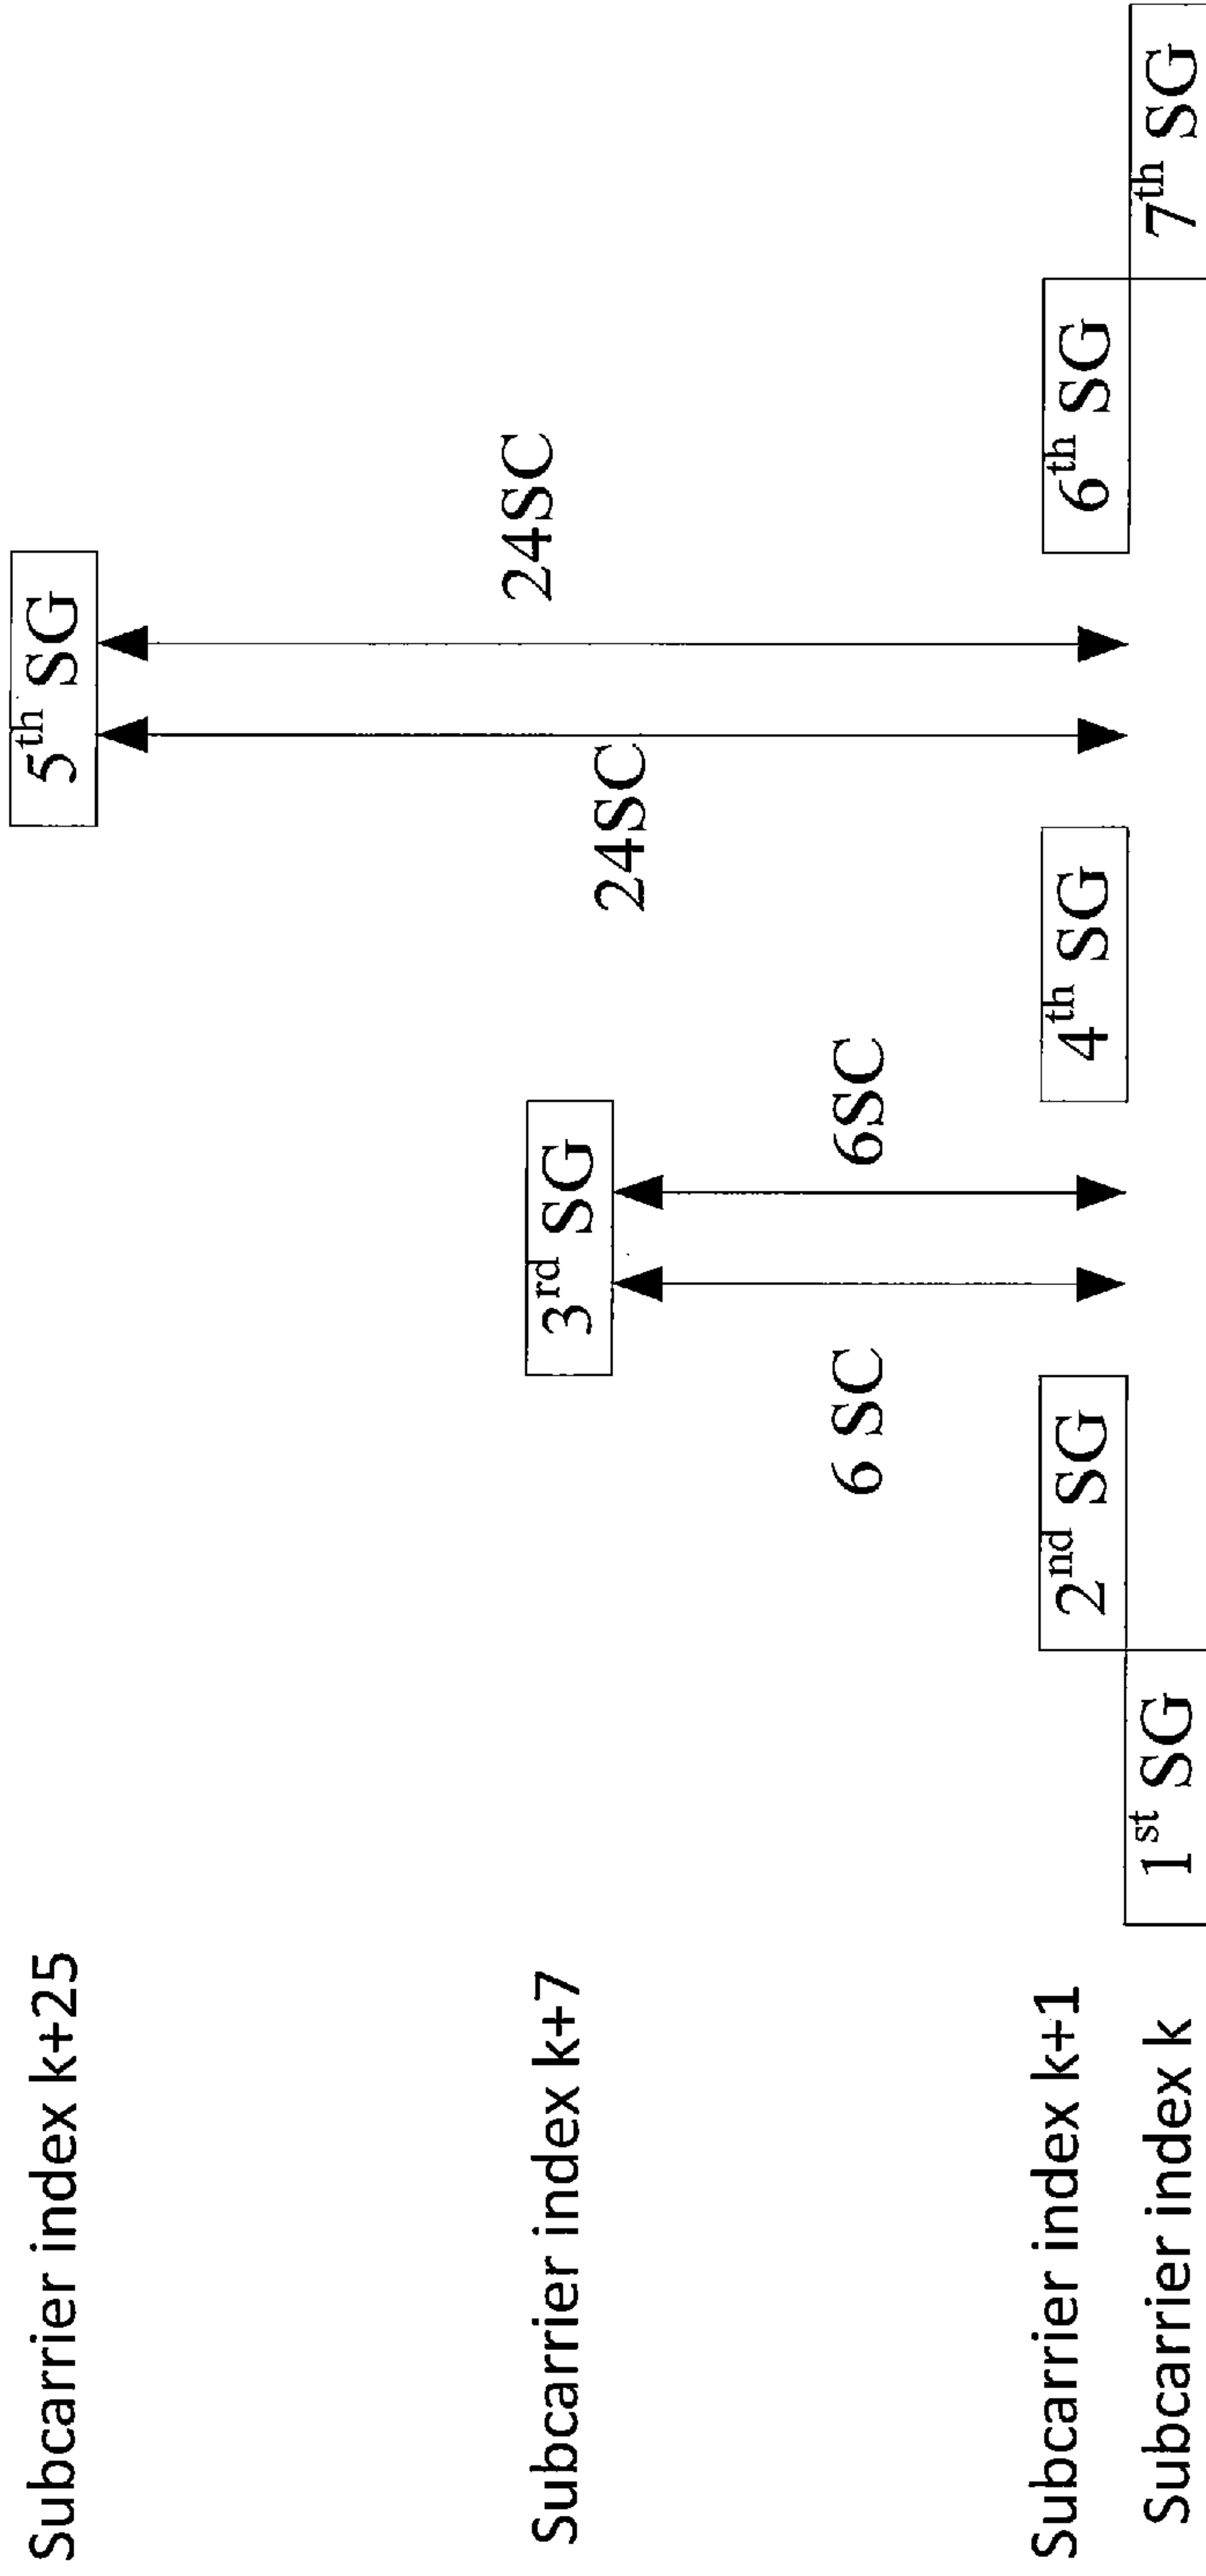 Subcarrier index k+25
Subcarrier index k+7
Subcarrier index k+1
Subcarrier index k
1st SG
2nd SG
6 SC
3rd SG
6SC
4th SG
24SC
5th SG
24SC
6th SG
7th SG